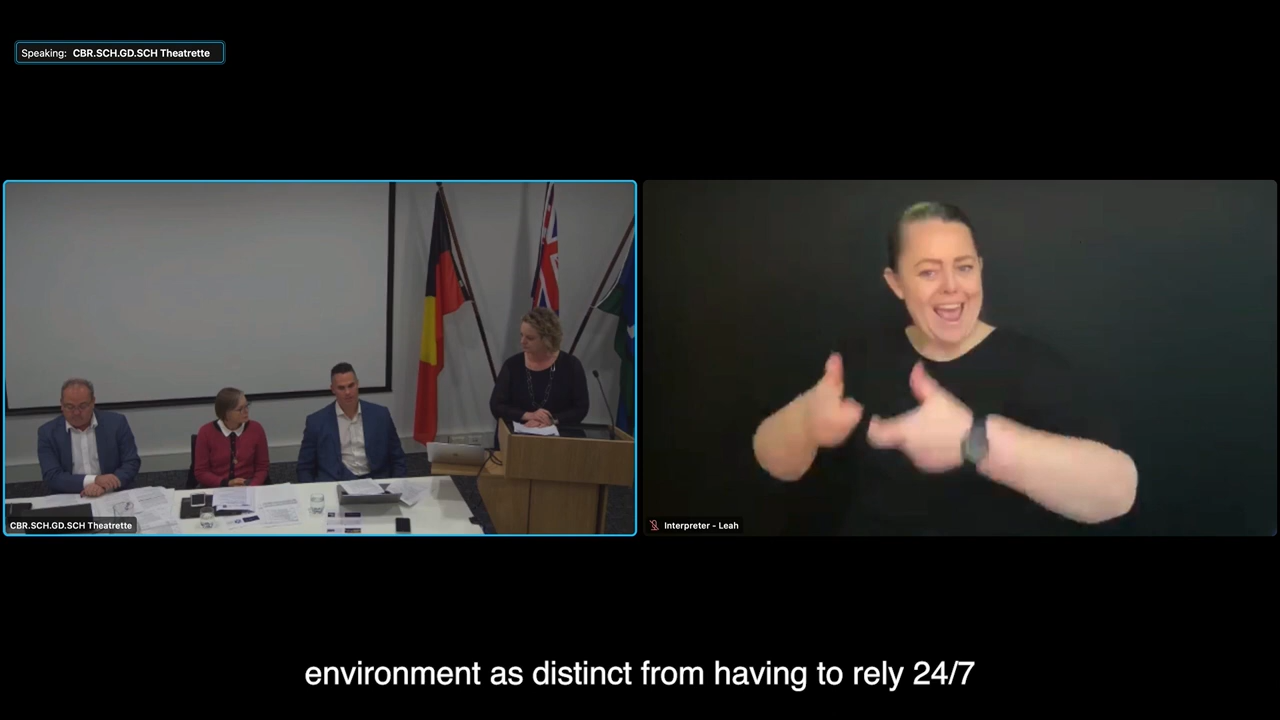 Speaking: CBR.SCH.GD.SCH Theatrette
CBR.SCH.GD.SCH Theatrette
Interpreter - Leah
environment as distinct from having to rely 24/7